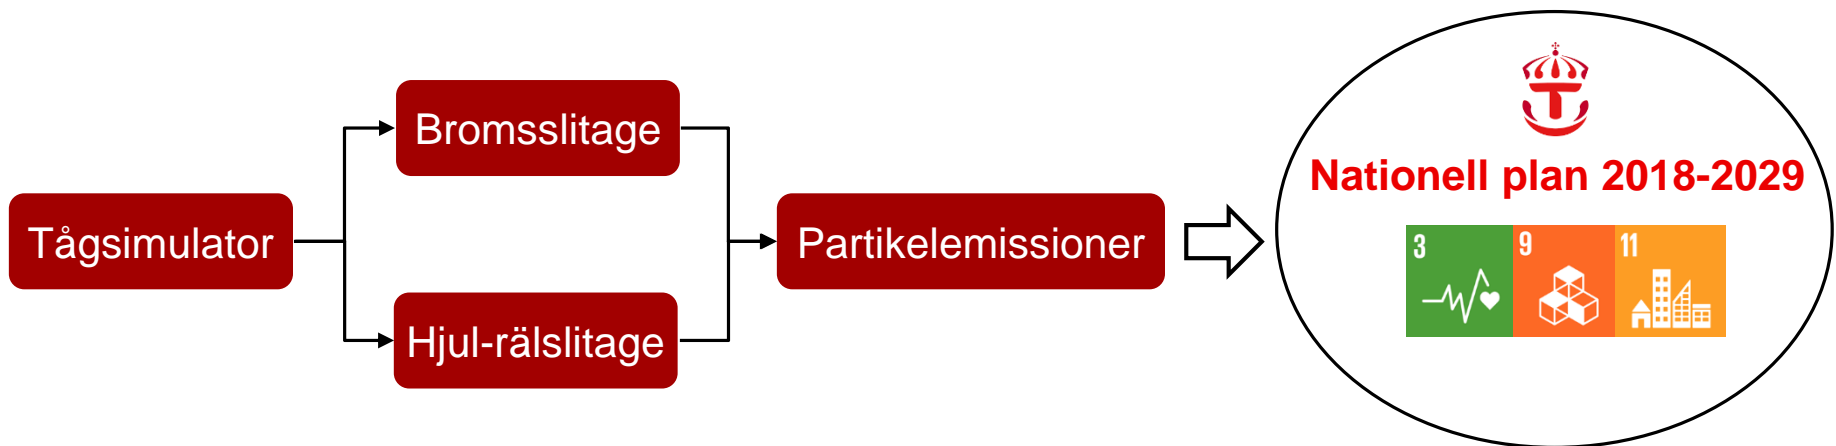 Tågsimulator
Bromsslitage
Hjul-rälslitage
Partikelemissioner
Nationell plan 2018-2029
3 9 11